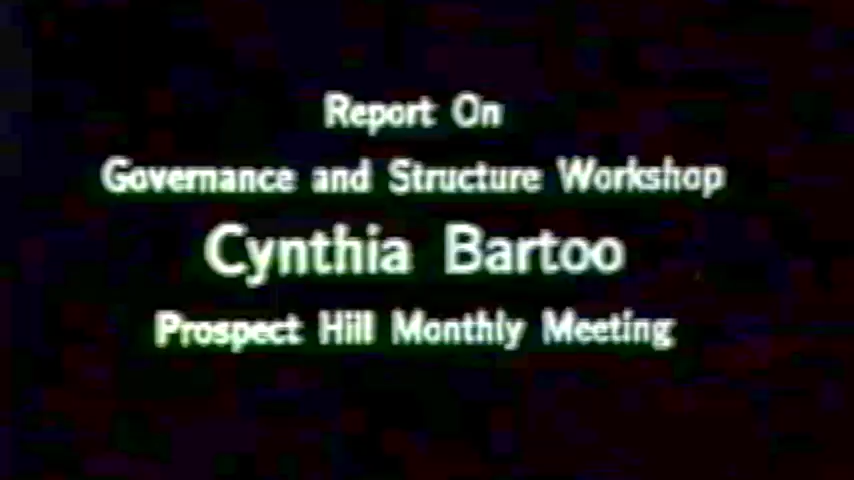 Report On
Governance and Structure Workshop
Cynthia Bartoo
Prospect Hill Monthly Meeting